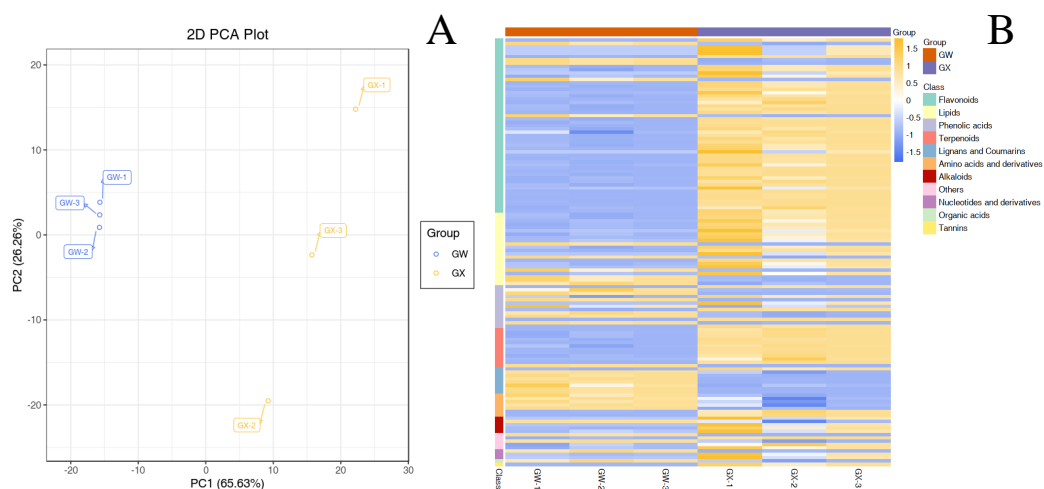 2D PCA Plot
A
20
10
0
-10
-20
PC2 (26.26%)
GX-1
GW-1
GW-3
GW-2
GX-3
GX-2
-20
-10
0
10
20
30
PC1 (65.63%)
Group
GW
GX
B
Group
1.5
1
0.5
0
-0.5
-1
-1.5
Group
GW
GX
Class
Flavonoids
Lipids
Phenolic acids
Terpenoids
Lignans and Coumarins
Amino acids and derivatives
Alkaloids
Others
Nucleotides and derivatives
Organic acids
Tannins
Class
GW-1
GW-2
GW-3
GX-1
GX-2
GX-3